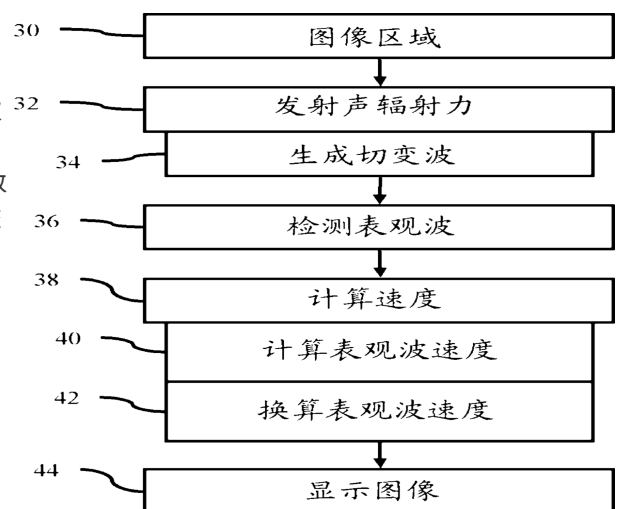 30 图像区域
32 发射声辐射力
34 生成切变波
36 检测表观波
38 计算速度
40 计算表观波速度
42 换算表观波速度
44 显示图像